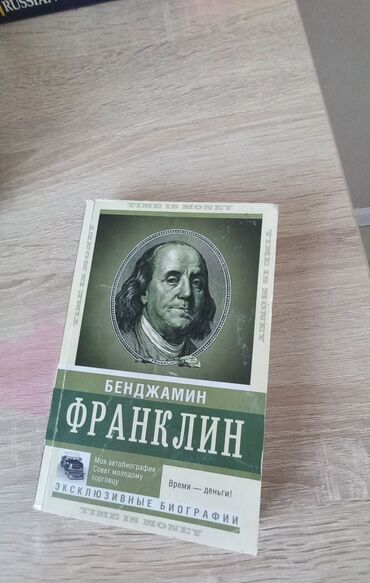 RUSSIAN
TIME IS MONEY
TIME IS MONEY
TIME IS MONEY
БЕНДЖАМИН
ФРАНКЛИН
Моя автобиография
Совет молодому
торговцу
Время — деньги!
ЭКСКЛЮЗИВНЫЕ БИОГРАФИИ
TIME IS MONEY